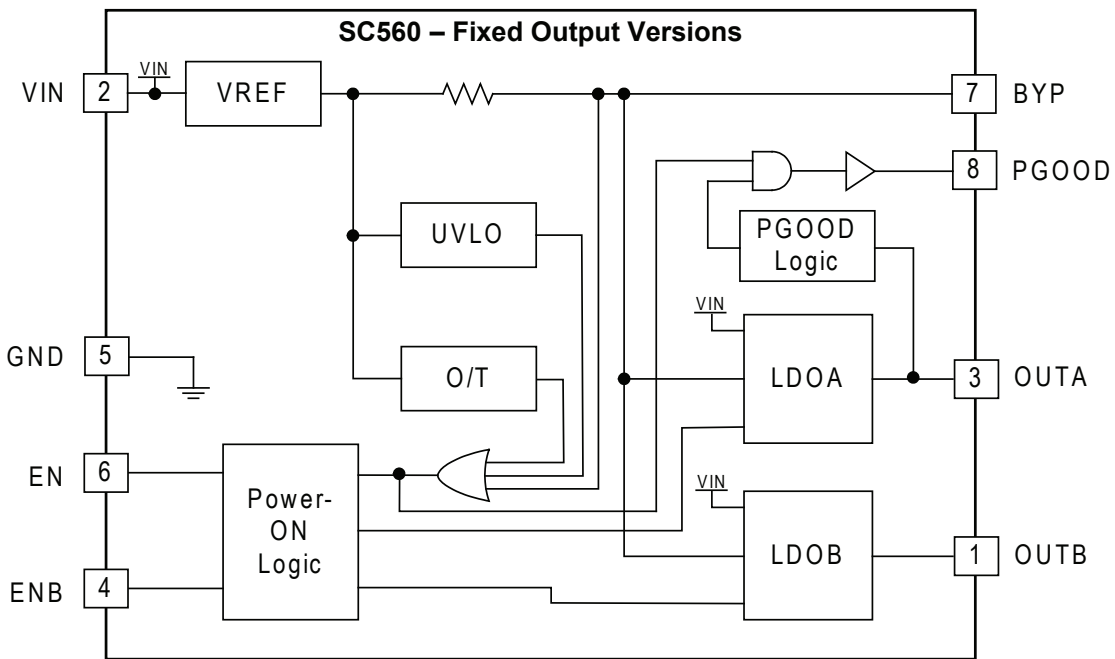 SC560 – Fixed Output Versions
VIN
2
VIN
VREF
7
BYP
8
PGOOD
UVLO
PGOOD
Logic
VIN
GND
5
O/T
LDOA
3
OUTA
EN
6
Power-
ON
Logic
VIN
LDOB
1
OUTB
ENB
4